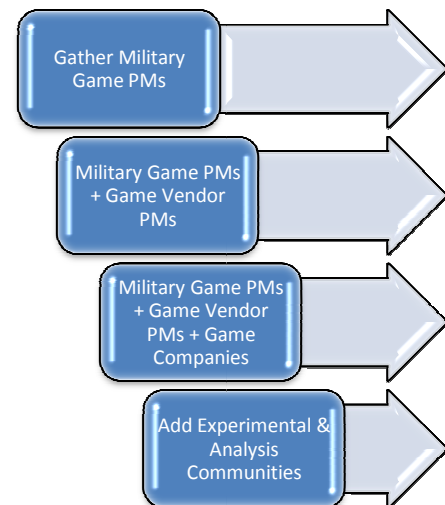 Gather Military
Game PMs
Military Game PMs
+ Game Vendor
PMs
Military Game PMs
+ Game Vendor
PMs + Game
Companies
Add Experimental &
Analysis
Communities